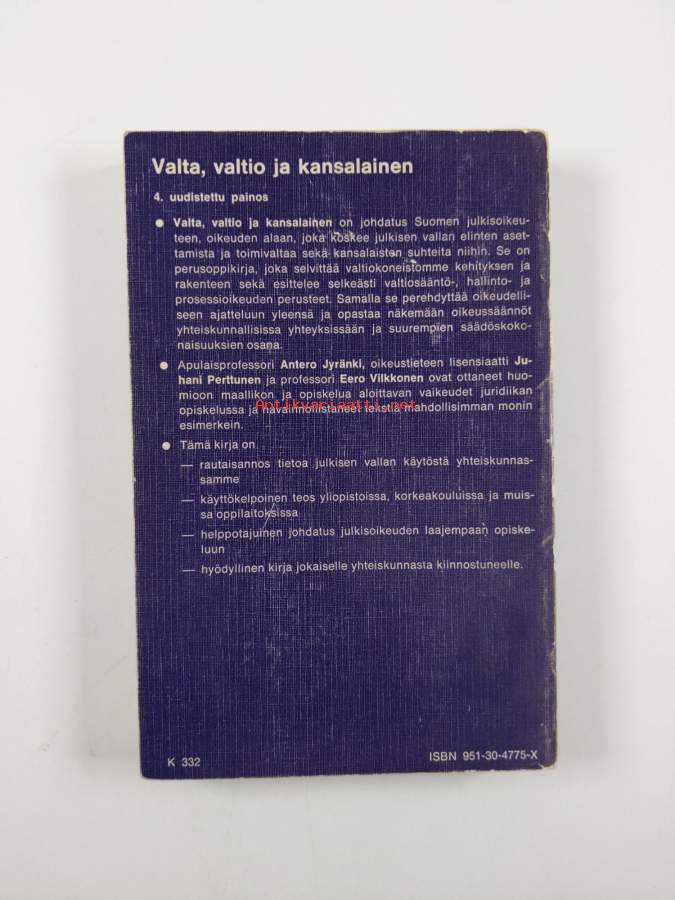 Valta, valtio ja kansalainen
4. uudistettu painos
● Valta, valtio ja kansalainen on johdatus Suomen julkisoikeu-
teen, oikeuden alaan, joka koskee julkisen vallan elinten aset-
tamista ja toimivaltaa sekä kansalaisten suhteita niihin. Se on
perusoppikirja, joka selvittää valtiokoneistomme kehityksen ja
rakenteen sekä esittelee selkeästi valtiosääntö-, hallinto- ja
prosessioikeuden perusteet. Samalla se perehdyttää oikeudelli-
seen ajatteluun yleensä ja opastaa näkemään oikeussäännöt
yhteiskunnallisissa yhteyksissään ja suurempien säädöskoko-
naisuuksien osana.
● Apulaisprofessori Antero Jyränki, oikeustieteen lisensiaatti Ju-
hani Perttunen ja professori Eero Vilkkonen ovat ottaneet huo-
mioon maallikon ja opiskelua aloittavan vaikeudet juridiikan
opiskelussa ja havainnollistaneet tekstiä mahdollisimman monin
Antikvariaatti.net
esimerkein.
● Tämä kirja on
— rautaisannos tietoa julkisen vallan käytöstä yhteiskunnas-
samme
— käyttökelpoinen teos yliopistoissa, korkeakouluissa ja muis-
sa oppilaitoksissa
— helppotajuinen johdatus julkisoikeuden laajempaan opiske-
luun
— hyödyllinen kirja jokaiselle yhteiskunnasta kiinnostuneelle.
K 332
ISBN 951-30-4775-X